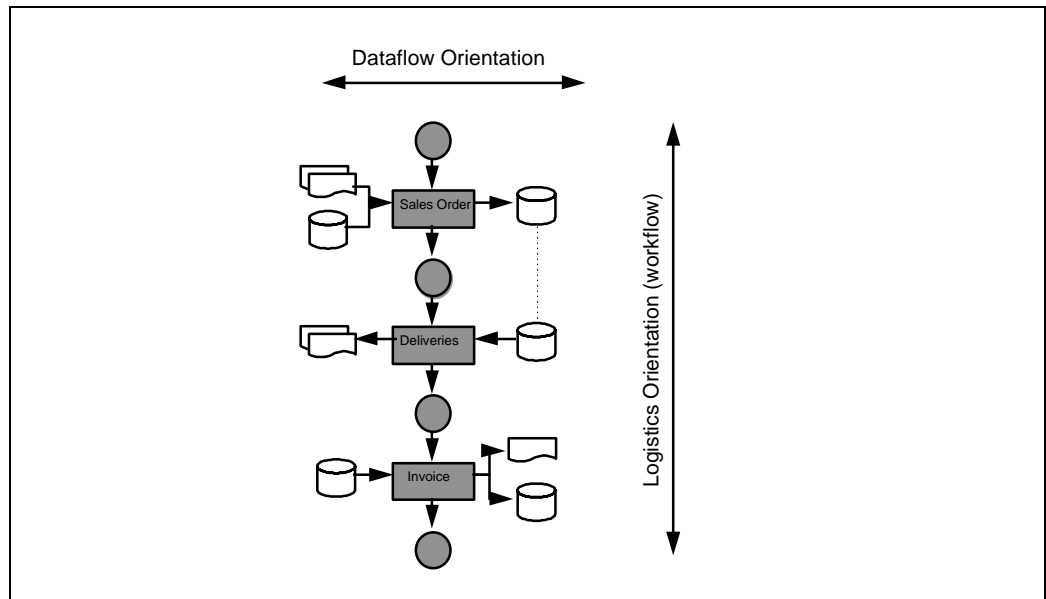 Dataflow Orientation
Sales Order
Deliveries
Invoice
Logistics Orientation (workflow)